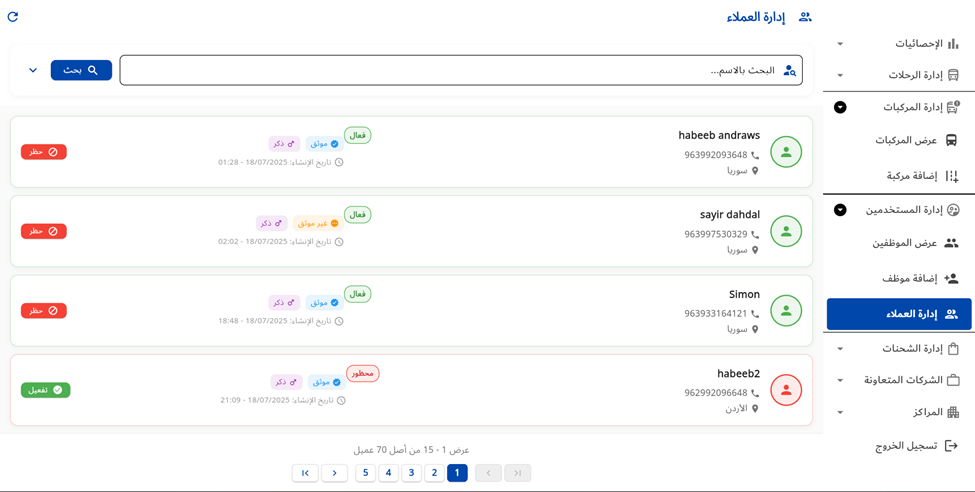 إدارة العملاء
الإحصائيات
إدارة الرحلات
إدارة المركبات
عرض المركبات
إضافة مركبة
إدارة المستخدمين
عرض الموظفين
إضافة موظف
إدارة العملاء
إدارة الشحنات
الشركات المتعاونة
المراكز
تسجيل الخروج
البحث بالاسم...
بحث
habeeb andraws
963992093648
سوريا
فعال
موثق
ذكر
تاريخ الإنشاء: 18/07/2025 - 01:28
حظر
sayir dahdal
963997530329
سوريا
فعال
غير موثق
ذكر
تاريخ الإنشاء: 18/07/2025 - 02:02
حظر
Simon
963933164121
سوريا
فعال
موثق
ذكر
تاريخ الإنشاء: 18/07/2025 - 18:48
حظر
habeeb2
962992096648
الأردن
محظور
موثق
ذكر
تاريخ الإنشاء: 18/07/2025 - 21:09
تفعيل
عرض 1 - 15 من أصل 70 عميل
1 2 3 4 5